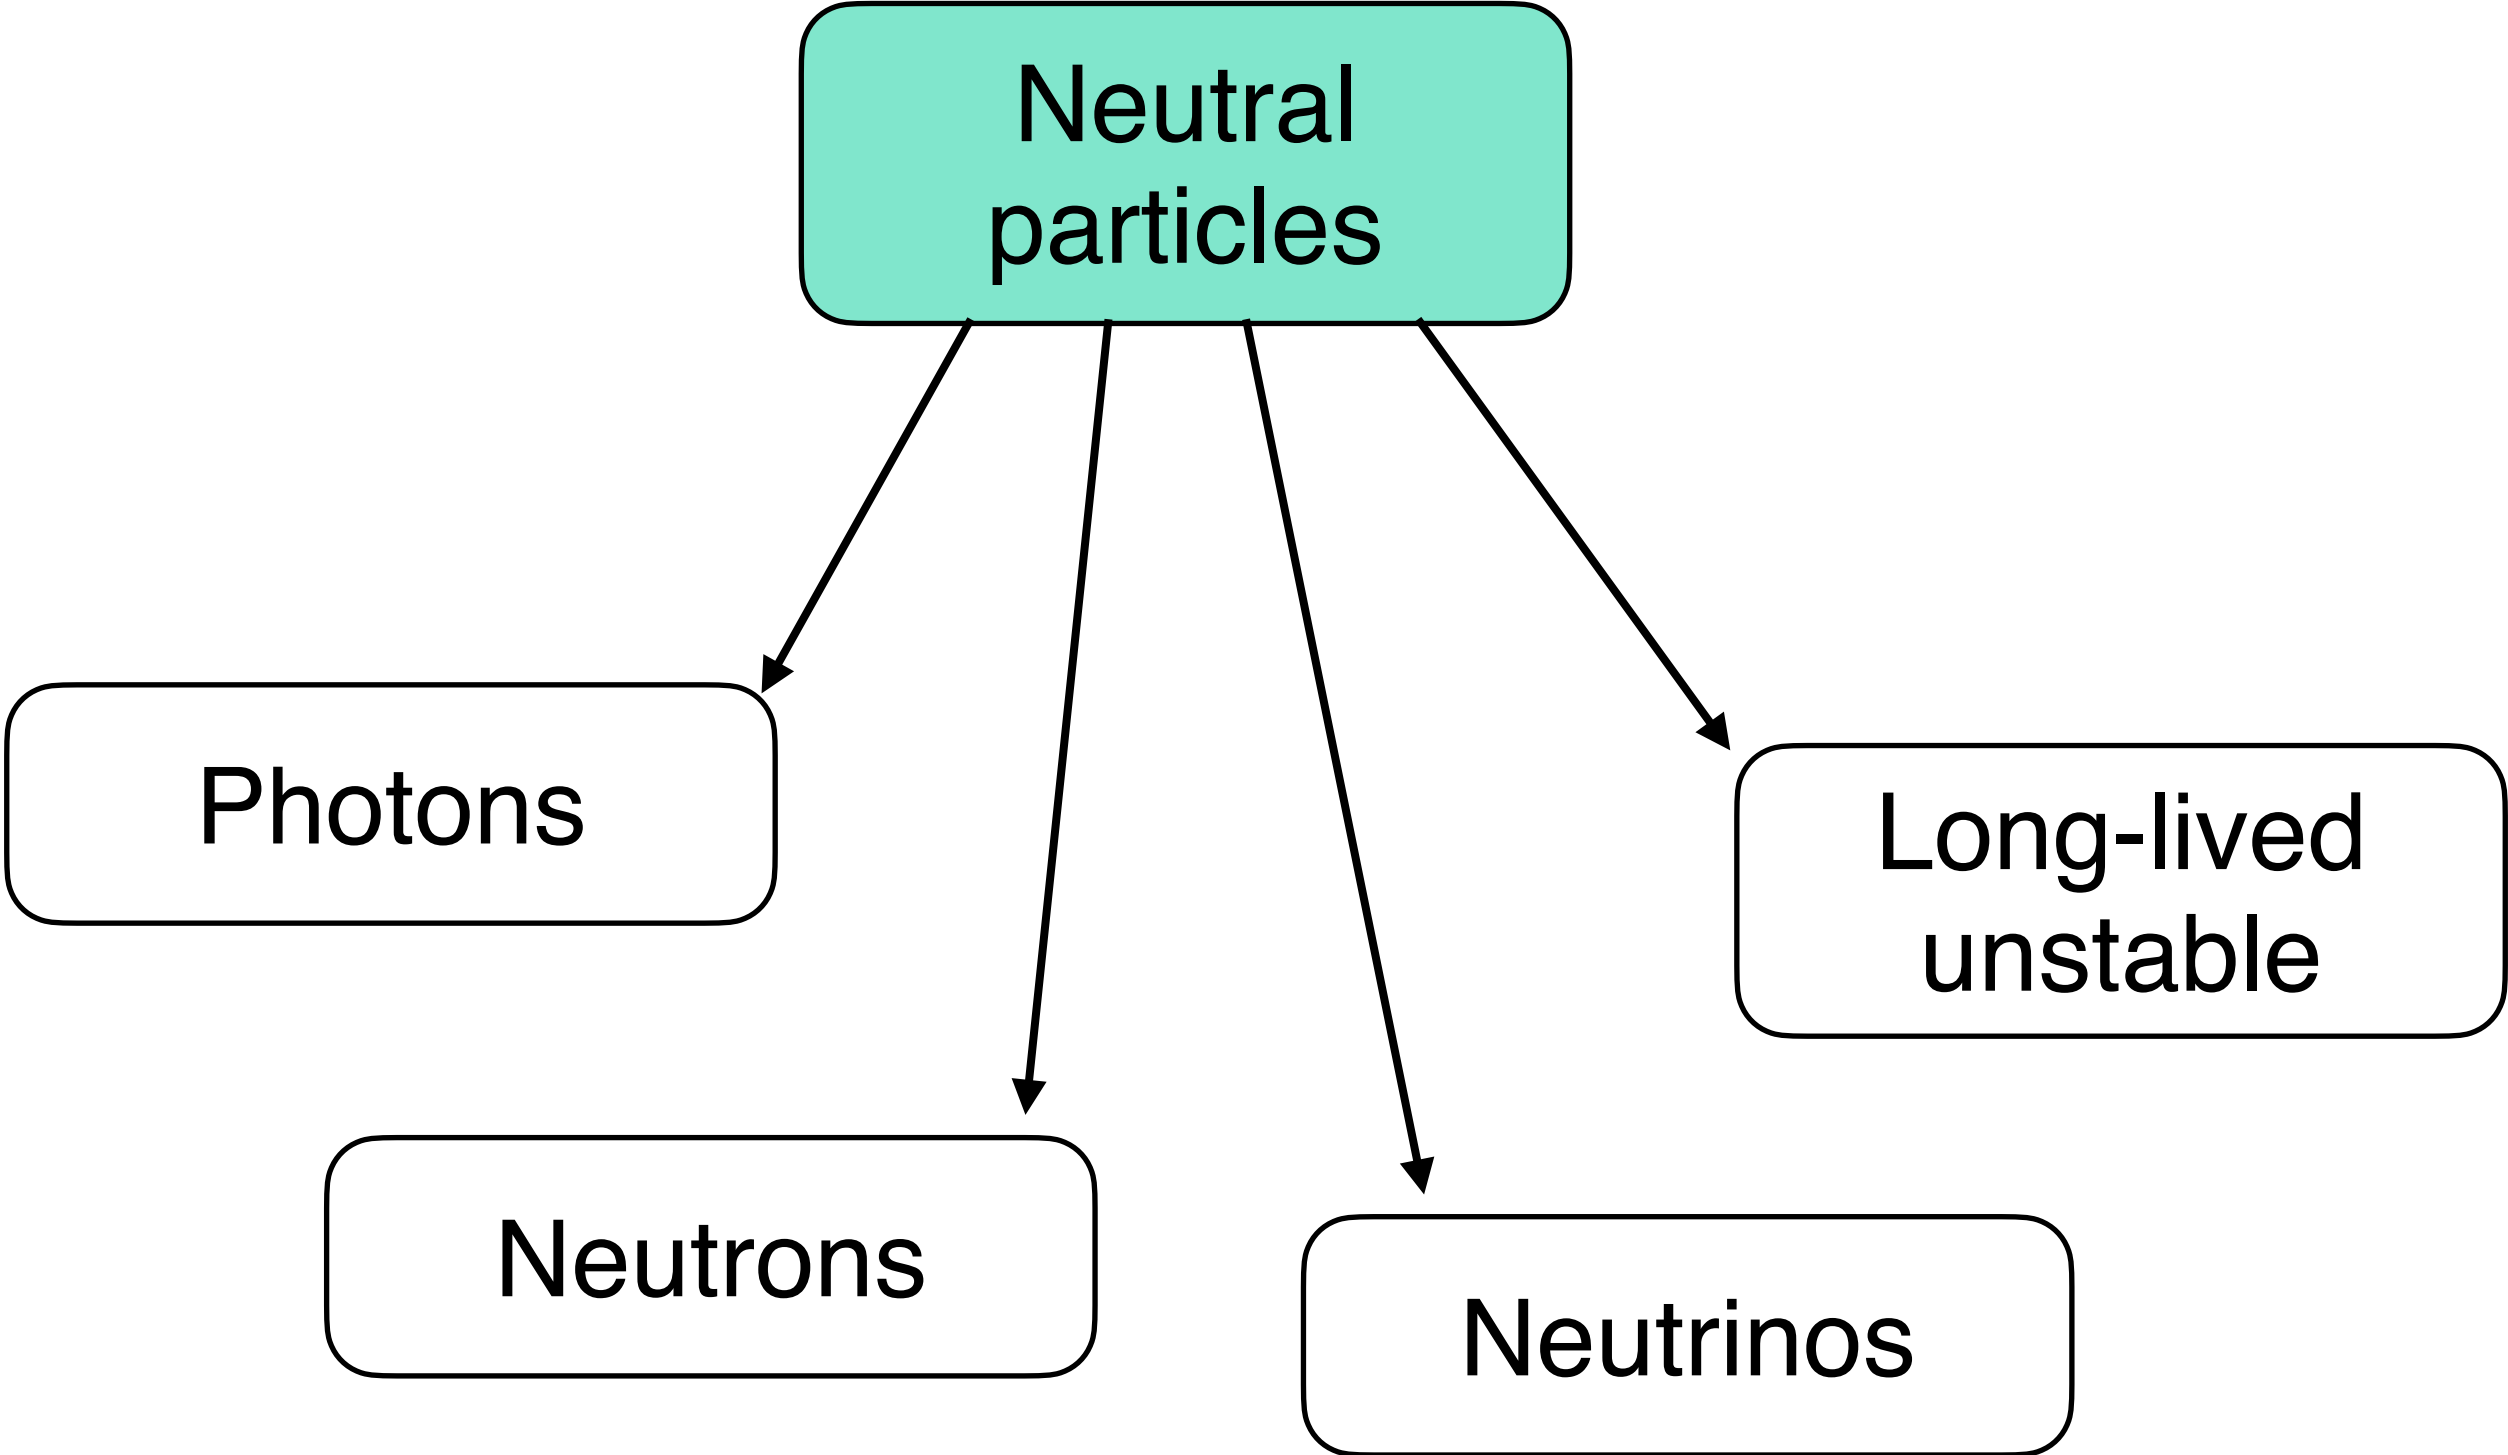 Neutral
particles
Photons
Long-lived
unstable
Neutrons
Neutrinos